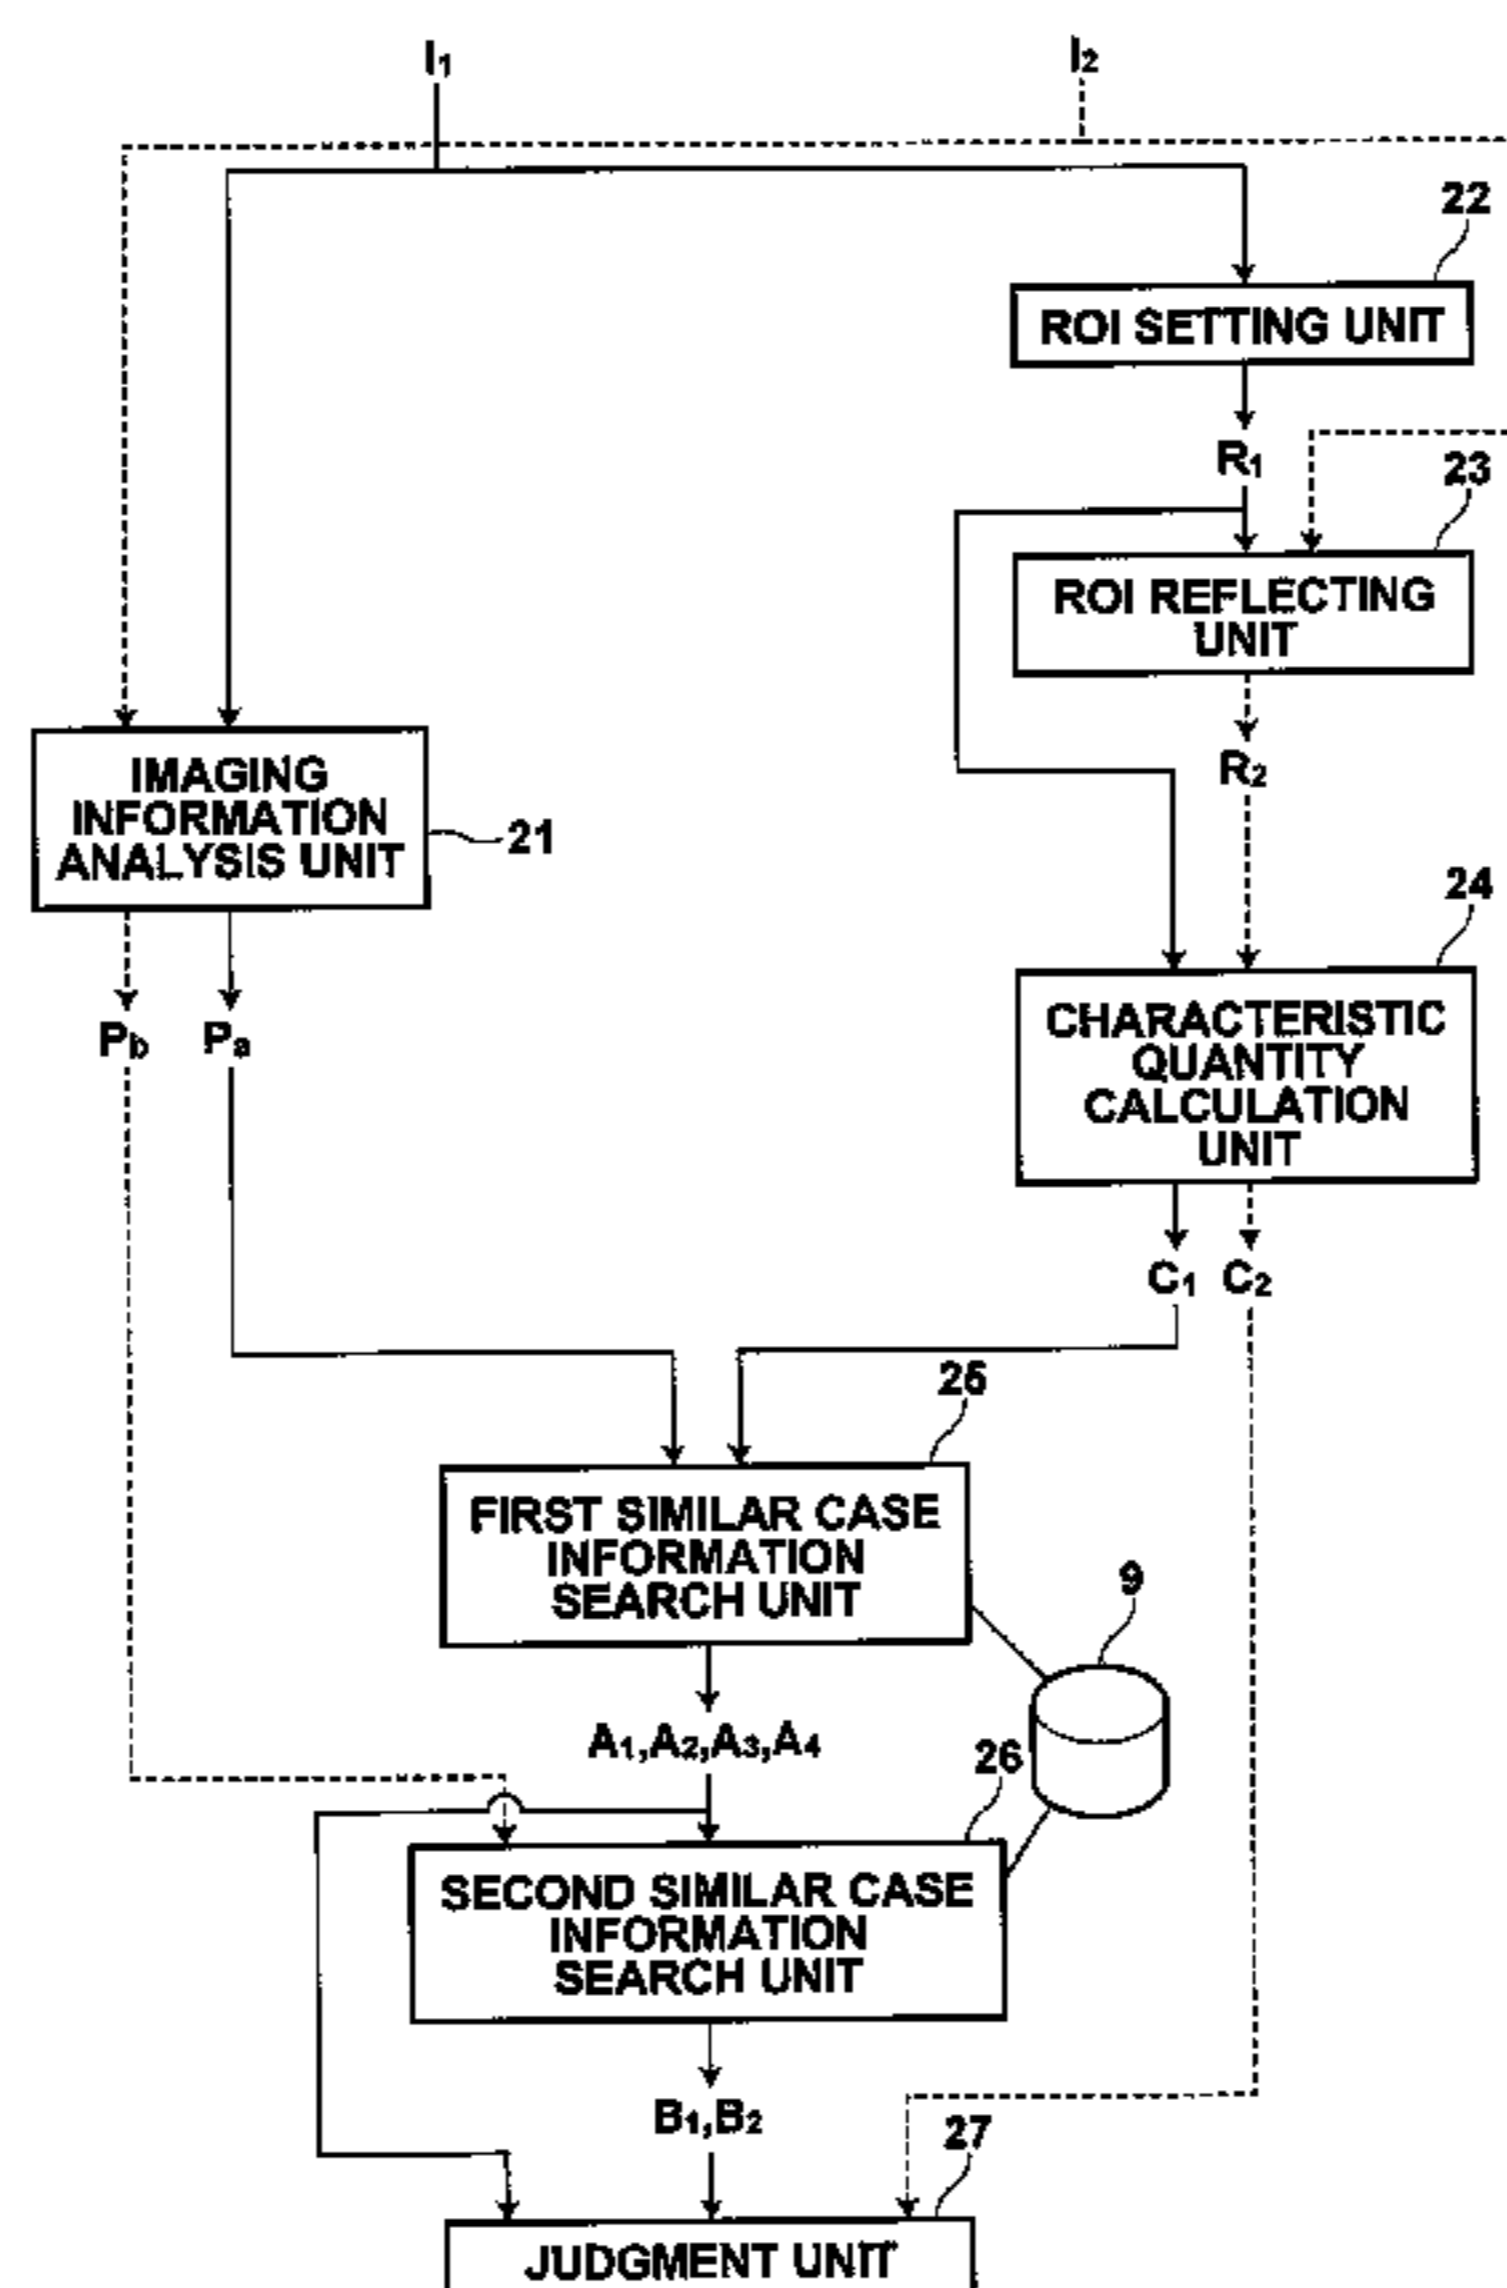 I1
I2
22
ROI SETTING UNIT
R1
23
ROI REFLECTING
UNIT
R2
IMAGING
INFORMATION
ANALYSIS UNIT
21
24
CHARACTERISTIC
QUANTITY
CALCULATION
UNIT
Pb
Pa
C1
C2
25
FIRST SIMILAR CASE
INFORMATION
SEARCH UNIT
9
A1,A2,A3,A4
26
SECOND SIMILAR CASE
INFORMATION
SEARCH UNIT
B1,B2
27
JUDGMENT UNIT